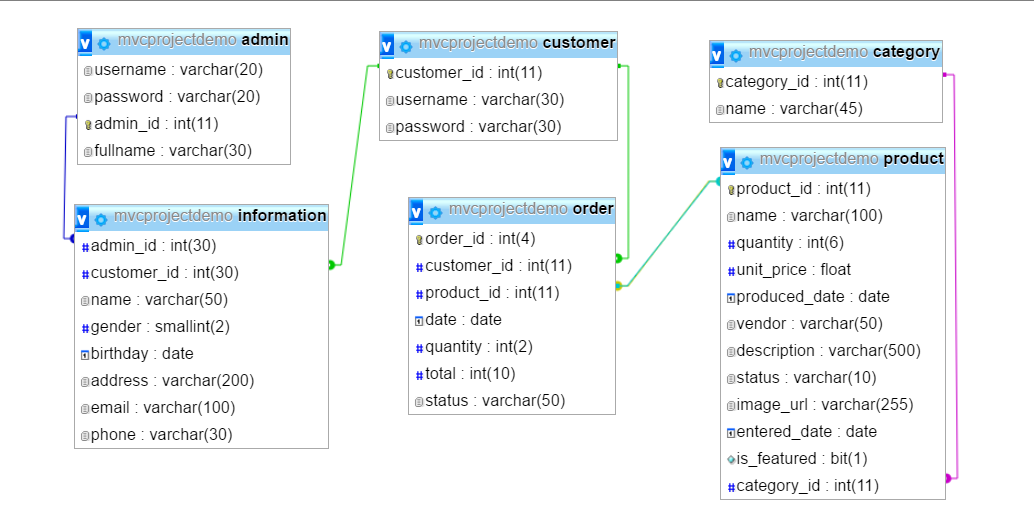 mvcprojectdemo admin
username : varchar(20)
password : varchar(20)
admin_id : int(11)
fullname : varchar(30)
mvcprojectdemo customer
customer_id : int(11)
username : varchar(30)
password : varchar(30)
mvcprojectdemo category
category_id : int(11)
name : varchar(45)
mvcprojectdemo information
admin_id : int(30)
customer_id : int(30)
name : varchar(50)
gender : smallint(2)
birthday : date
address : varchar(200)
email : varchar(100)
phone : varchar(30)
mvcprojectdemo order
order_id : int(4)
customer_id : int(11)
product_id : int(11)
date : date
quantity : int(2)
total : int(10)
status : varchar(50)
mvcprojectdemo product
product_id : int(11)
name : varchar(100)
quantity : int(6)
unit_price : float
produced_date : date
vendor : varchar(50)
description : varchar(500)
status : varchar(10)
image_url : varchar(255)
entered_date : date
is_featured : bit(1)
category_id : int(11)